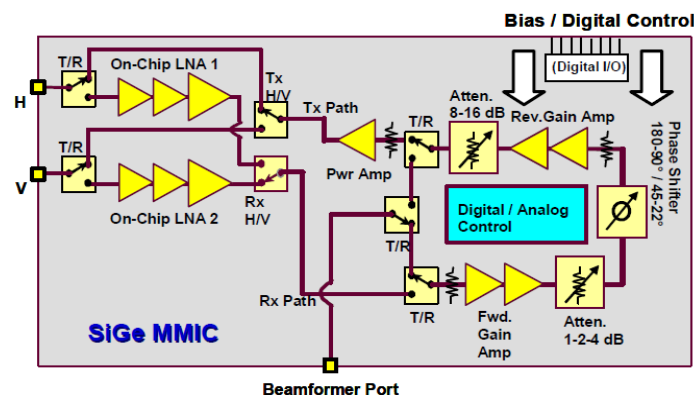 Bias / Digital Control
(Digital I/O)
T/R
On-Chip LNA 1
Tx
H/V
H
Tx Path
T/R
Atten.
8-16 dB
Rev.Gain Amp
Phase Shifter
180-90° / 45-22°
T/R
V
Pwr Amp
On-Chip LNA 2
Rx
H/V
T/R
Digital / Analog
Control
Rx Path
T/R
Fwd.
Gain
Amp
Atten.
1-2-4 dB
SiGe MMIC
Beamformer Port